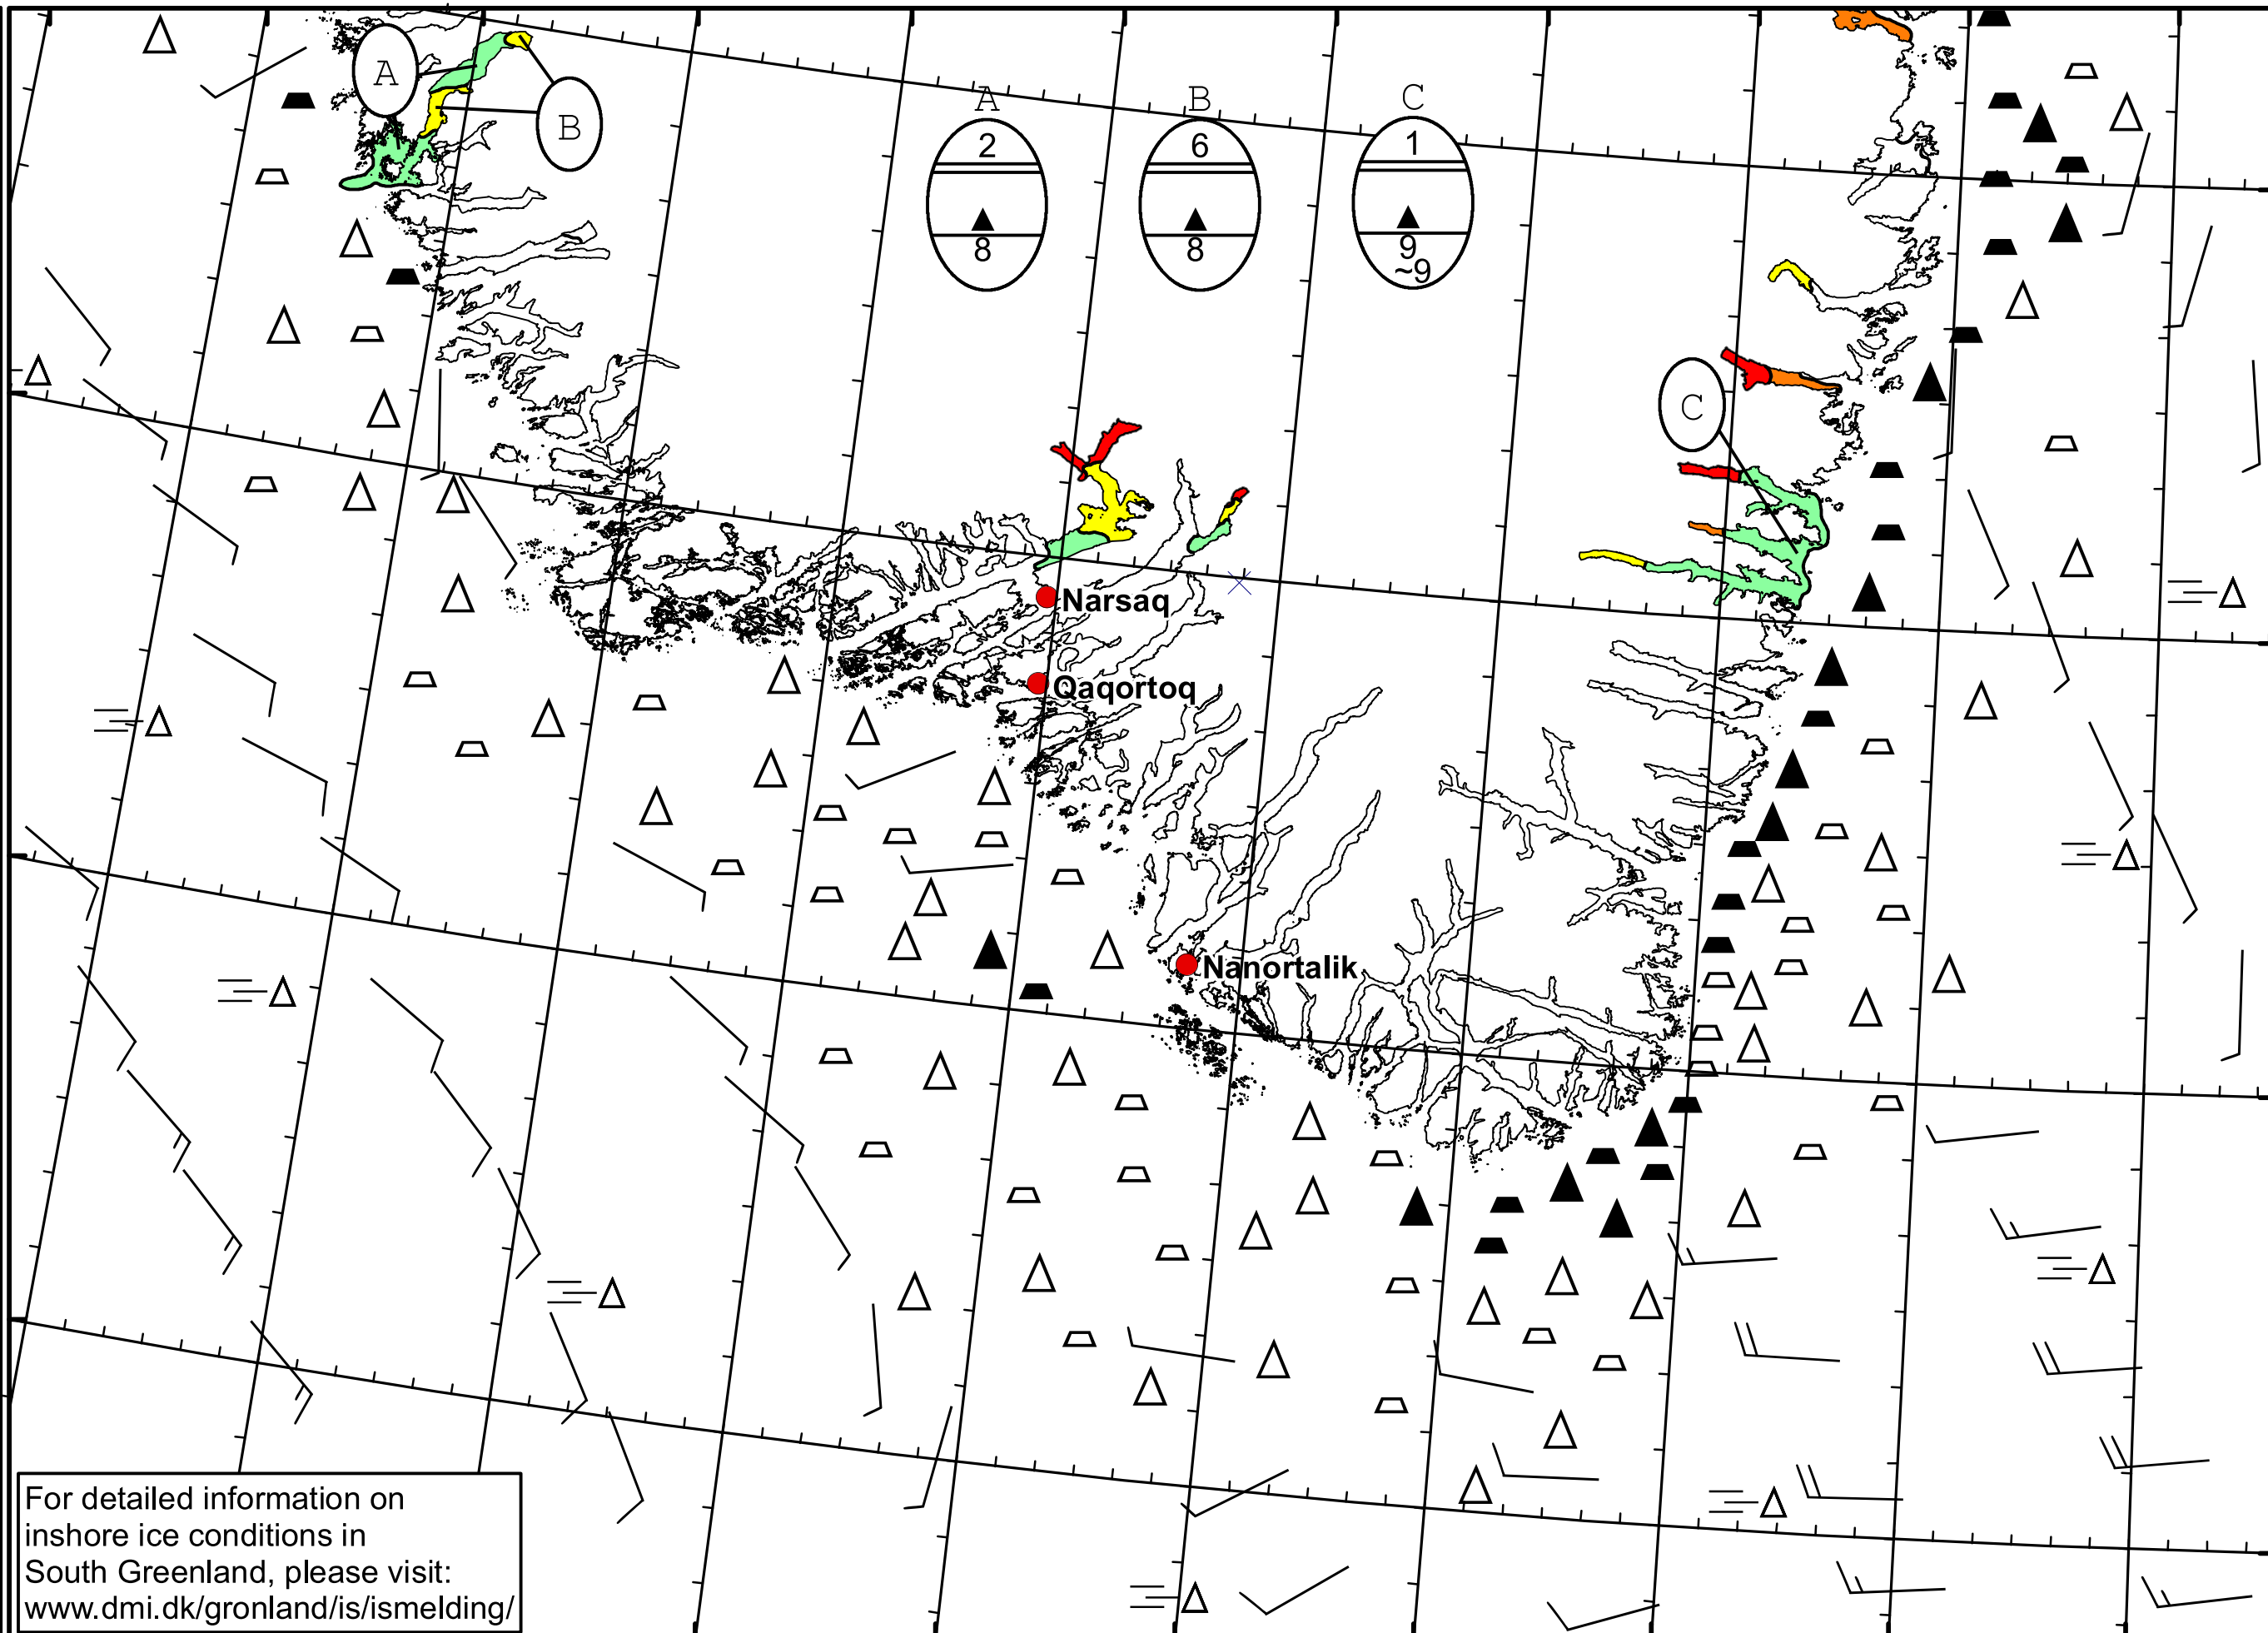 A
B
A
B
C
2
8
6
8
1
9
~9
C
Narsaq
Qaqortoq
Nanortalik
For detailed information on
inshore ice conditions in
South Greenland, please visit:
www.dmi.dk/gronland/is/ismelding/